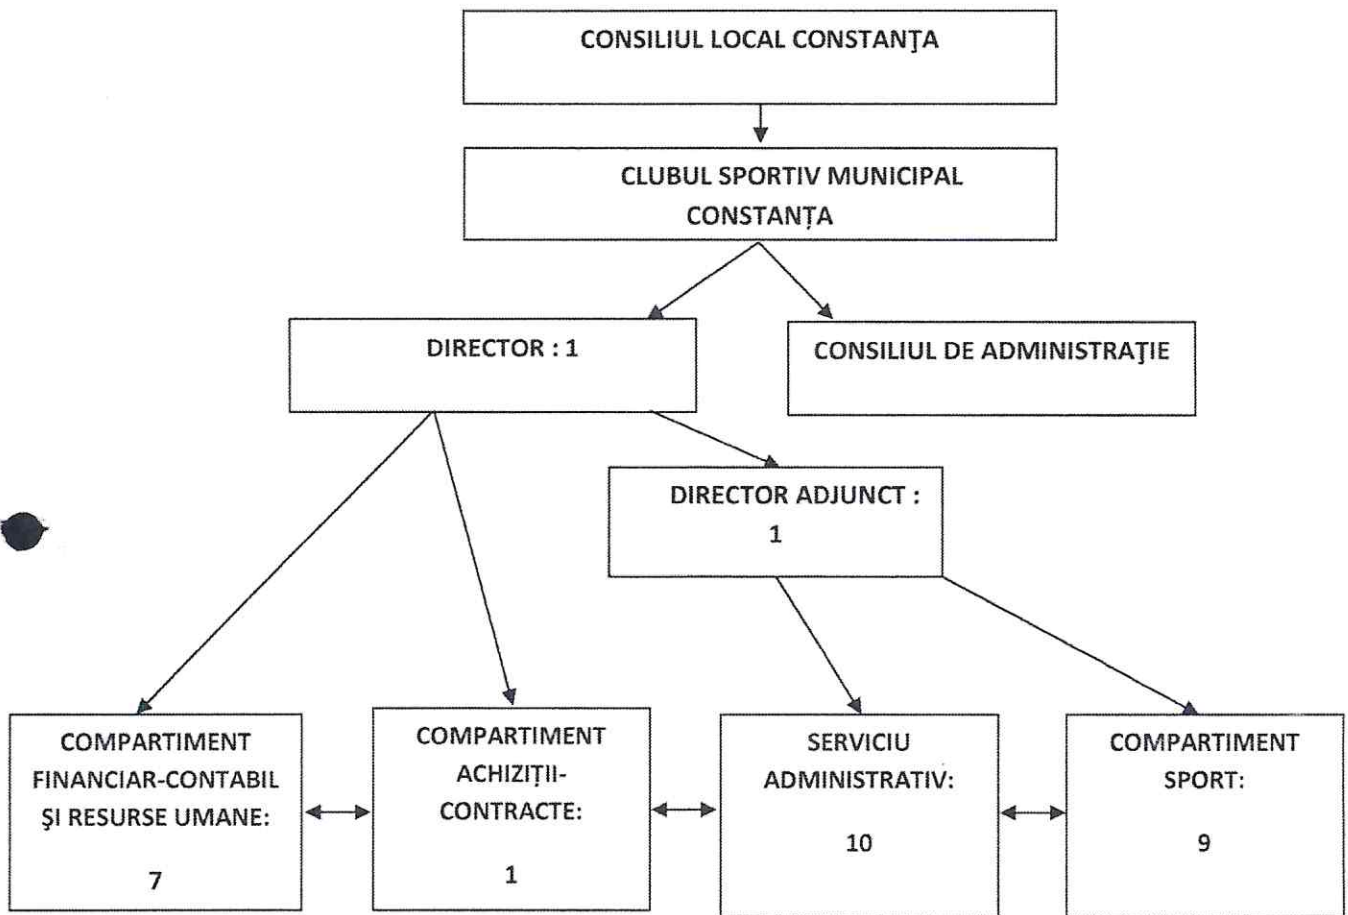 CONSILIUL LOCAL CONSTANŢA
CLUBUL SPORTIV MUNICIPAL
CONSTANȚA
DIRECTOR : 1
CONSILIUL DE ADMINISTRAŢIE
DIRECTOR ADJUNCT :
1
COMPARTIMENT
FINANCIAR-CONTABIL
ŞI RESURSE UMANE:
7
COMPARTIMENT
ACHIZIȚII-
CONTRACTE:
1
SERVICIU
ADMINISTRATIV:
10
COMPARTIMENT
SPORT:
9